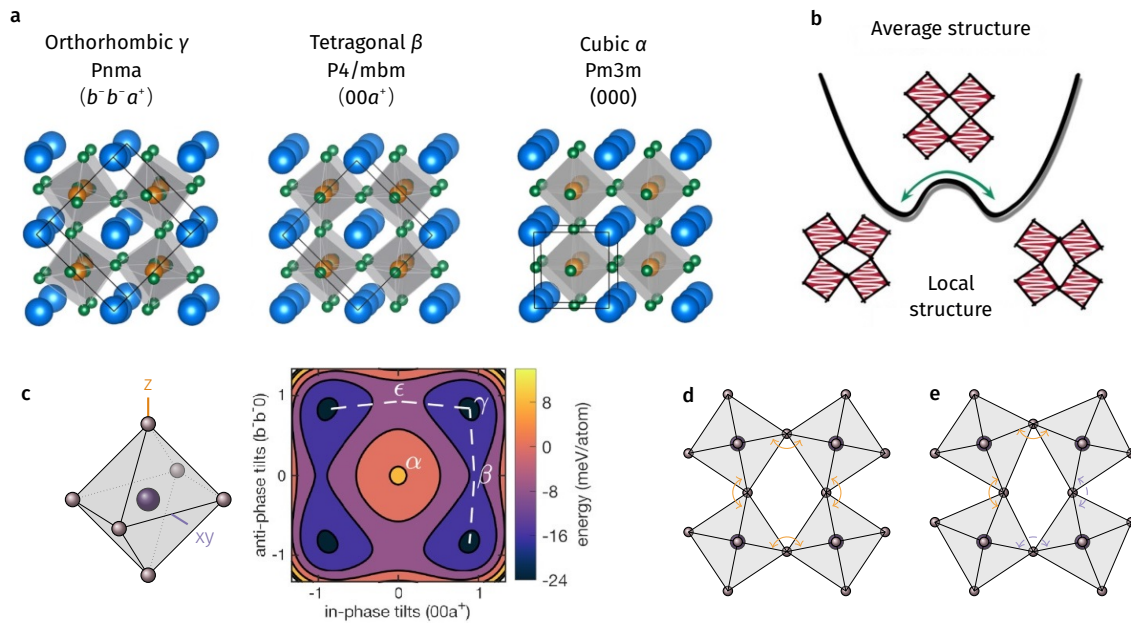 a
Orthorhombic γ
Pnma
(b⁻b⁻a⁺)
Tetragonal β
P4/mbm
(00a⁺)
Cubic α
Pm3m
(000)
b
Average structure
Local
structure
c
z
xy
anti-phase tilts (b⁻b⁻0)
1
0
-1
ϵ
γ
α
β
-1
0
1
in-phase tilts (00a⁺)
8
0
-8
-16
-24
energy (meV/atom)
d
e